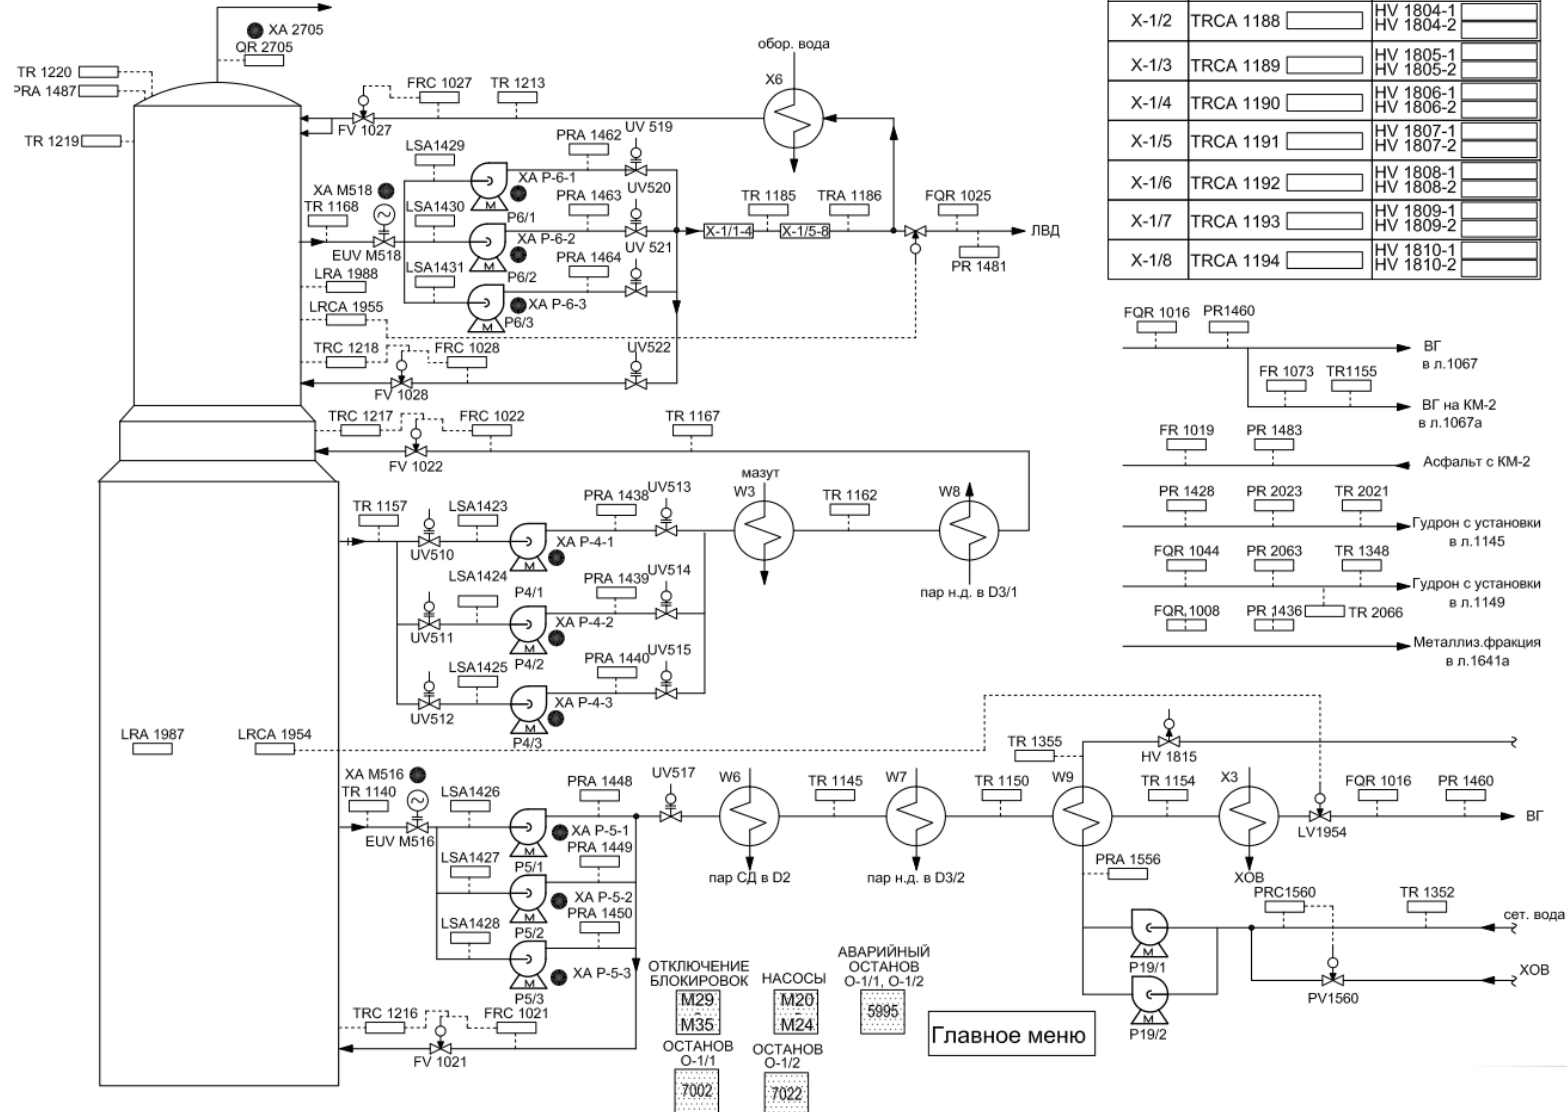 XA 2705
QR 2705
TR 1220
PRA 1487
TR 1219
FRC 1027
TR 1213
FV 1027
обор. вода
X6
LSA1429
PRA 1462
UV 519
XA P-6-1
P6/1
XA M518
TR 1168
EUV M518
LSA1430
PRA 1463
UV520
XA P-6-2
P6/2
LSA1431
PRA 1464
UV 521
XA P-6-3
P6/3
M
M
M
TR 1185
TRA 1186
FQR 1025
X-1/1-4
X-1/5-8
ЛВД
PR 1481
LRA 1988
LRCA 1955
TRC 1218
FRC 1028
UV522
FV 1028
TRC 1217
FRC 1022
TR 1167
FV 1022
мазут
W3
TR 1162
W8
пар н.д. в D3/1
TR 1157
LSA1423
PRA 1438
UV513
XA P-4-1
UV510
P4/1
LSA1424
PRA 1439
UV514
XA P-4-2
UV511
P4/2
LSA1425
PRA 1440
UV515
XA P-4-3
UV512
P4/3
M
M
M
LRA 1987
LRCA 1954
XA M516
TR 1140
EUV M516
LSA1426
PRA 1448
UV517
XA P-5-1
P5/1
LSA1427
PRA 1449
XA P-5-2
P5/2
LSA1428
PRA 1450
XA P-5-3
P5/3
M
M
M
W6
TR 1145
W7
TR 1150
TR 1355
W9
TR 1154
HV 1815
X3
FQR 1016
PR 1460
LV1954
ВГ
пар СД в D2
пар н.д. в D3/2
ХОВ
PRA 1556
PRC1560
TR 1352
сет. вода
ХОВ
PV1560
P19/1
P19/2
M
M
TRC 1216
FRC 1021
FV 1021
ОТКЛЮЧЕНИЕ
БЛОКИРОВОК
M29
-
M35
НАСОСЫ
M20
-
M24
АВАРИЙНЫЙ
ОСТАНОВ
О-1/1, О-1/2
5995
ОСТАНОВ
О-1/1
7002
ОСТАНОВ
О-1/2
7022
Главное меню
X-1/2 TRCA 1188 HV 1804-1
HV 1804-2
X-1/3 TRCA 1189 HV 1805-1
HV 1805-2
X-1/4 TRCA 1190 HV 1806-1
HV 1806-2
X-1/5 TRCA 1191 HV 1807-1
HV 1807-2
X-1/6 TRCA 1192 HV 1808-1
HV 1808-2
X-1/7 TRCA 1193 HV 1809-1
HV 1809-2
X-1/8 TRCA 1194 HV 1810-1
HV 1810-2
FQR 1016
PR1460
ВГ
в л.1067
FR 1073
TR1155
ВГ на КМ-2
в л.1067а
FR 1019
PR 1483
Асфальт с КМ-2
PR 1428
PR 2023
TR 2021
Гудрон с установки
в л.1145
FQR 1044
PR 2063
TR 1348
Гудрон с установки
в л.1149
TR 2066
FQR 1008
PR 1436
Металлиз.фракция
в л.1641а